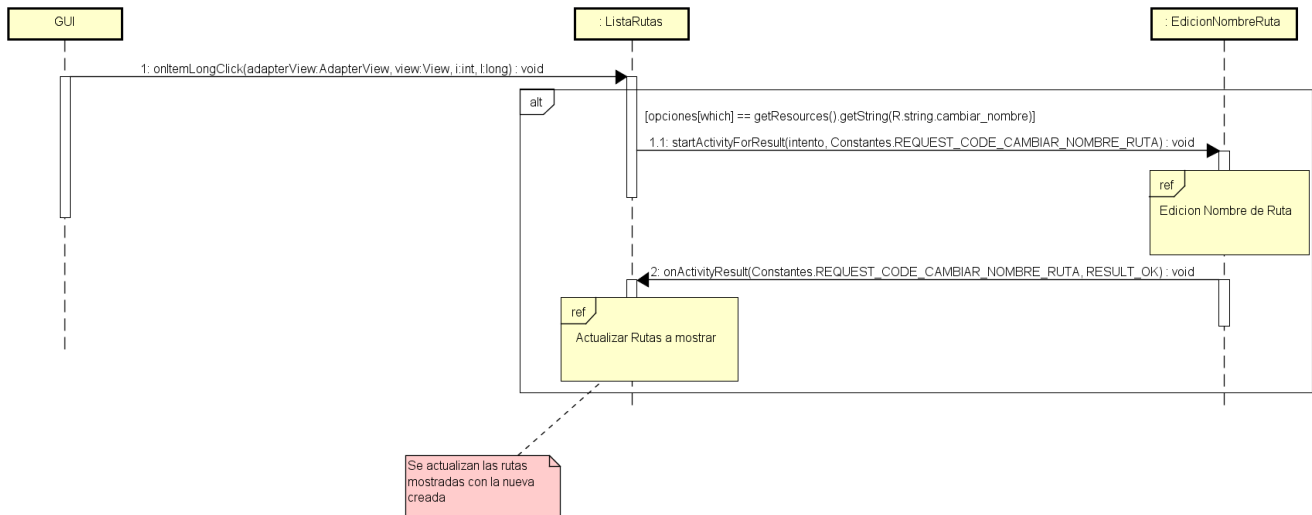 GUI
: ListaRutas
: EdicionNombreRuta
1: onItemLongClick(adapterView:AdapterView, view:View, i:int, l:long) : void
alt
[opciones[which] == getResources().getString(R.string.cambiar_nombre)]
1.1: startActivityForResult(intento, Constantes.REQUEST_CODE_CAMBIAR_NOMBRE_RUTA) : void
ref
Edicion Nombre de Ruta
2: onActivityResult(Constantes.REQUEST_CODE_CAMBIAR_NOMBRE_RUTA, RESULT_OK) : void
ref
Actualizar Rutas a mostrar
Se actualizan las rutas
mostradas con la nueva
creada